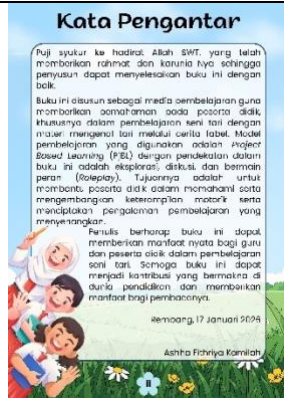 Kata Pengantar
Puji syukur ke hadirat Allah SWT. yang telah
memberikan rahmat dan karunia Nya sehingga
penyusun dapat menyelesaikan buku ini dengan
baik.
Buku ini disusun sebagai media pembelajaran guna
memberikan pemahaman pada peserta didik,
khususnya dalam pembelajaran seni tari dengan
materi mengenal tari melalui cerita fabel. Model
pembelajaran yang digunakan adalah Project
Based Learning (PjBL) dengan pendekatan dalam
buku ini adalah eksplorasi, diskusi, dan bermain
peran (Roleplay). Tujuannya adalah untuk
membantu peserta didik dalam memahami serta
mengembangkan keterampilan motorik serta
menciptakan pengalaman pembelajaran yang
menyenangkan.
Penulis berharap buku ini dapat
memberikan manfaat nyata bagi guru
dan peserta didik dalam pembelajaran
seni tari. Semoga buku ini dapat
menjadi kontribusi yang bermakna di
dunia pendidikan dan memberikan
manfaat bagi pembacanya.
Rembang, 17 Januari 2026
Ashha Fithriya Kamilah
ii